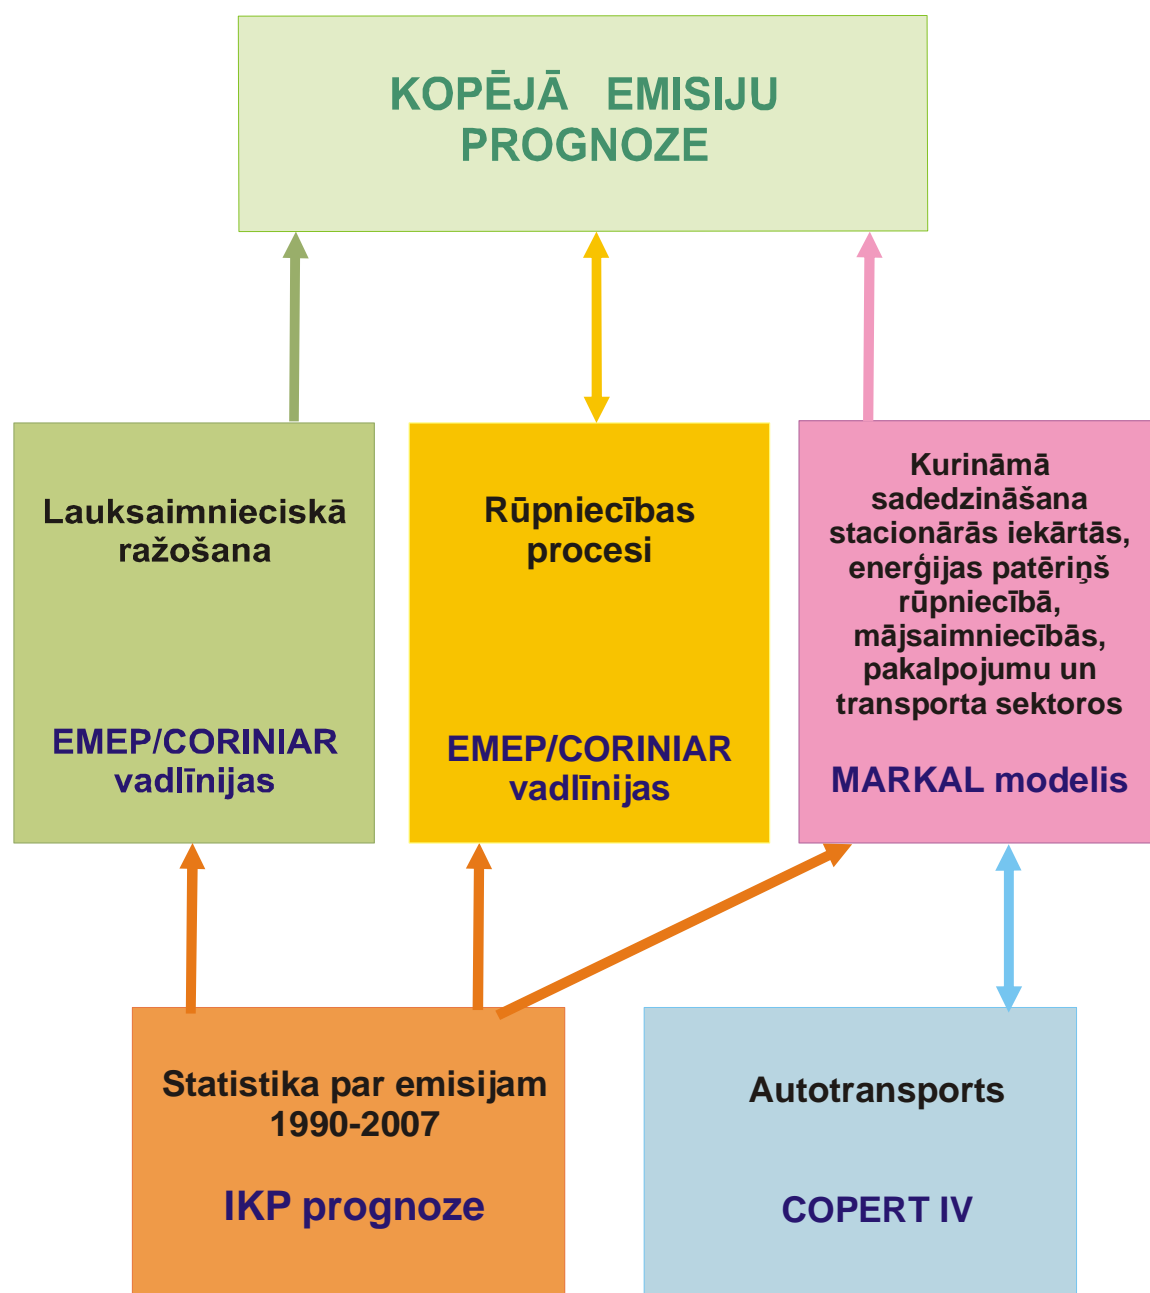 KOPĒJĀ EMISIJU
PROGNOZE
Lauksaimnieciskā
ražošana
EMEP/CORINIAR
vadlīnijas
Rūpniecības
procesi
EMEP/CORINIAR
vadlīnijas
Kurināmā
sadedzināšana
stacionārās iekārtās,
enerģijas patēriņš
rūpniecībā,
mājsaimniecībās,
pakalpojumu un
transporta sektoros
MARKAL modelis
Statistika par emisijam
1990-2007
IKP prognoze
Autotransports
COPERT IV